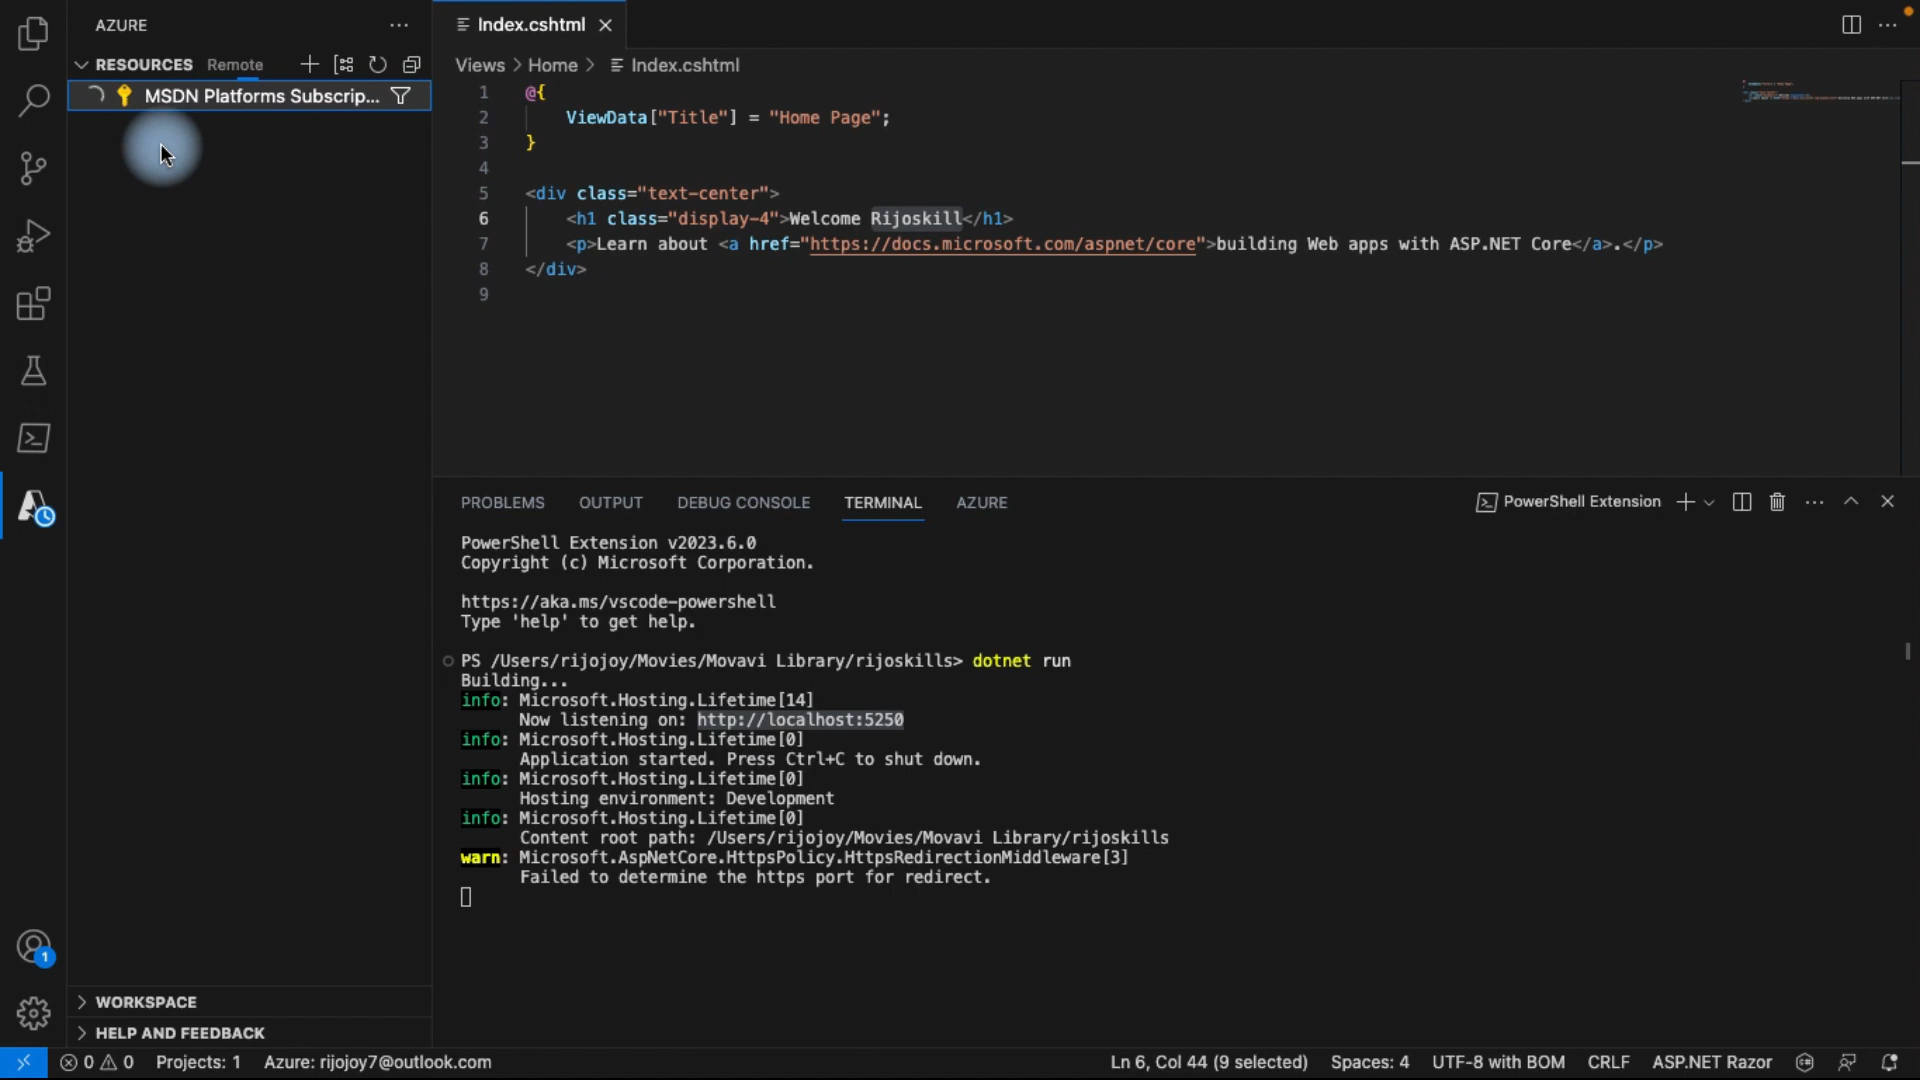 AZURE
RESOURCES Remote
MSDN Platforms Subscrip...
WORKSPACE
HELP AND FEEDBACK
1
Index.cshtml
Views > Home > Index.cshtml
1 @{
2 ViewData["Title"] = "Home Page";
3 }
4
5 <div class="text-center">
6 <h1 class="display-4">Welcome Rijoskill</h1>
7 <p>Learn about <a href="https://docs.microsoft.com/aspnet/core">building Web apps with ASP.NET Core</a>.</p>
8 </div>
9
PROBLEMS OUTPUT DEBUG CONSOLE TERMINAL AZURE PowerShell Extension
PowerShell Extension v2023.6.0
Copyright (c) Microsoft Corporation.
https://aka.ms/vscode-powershell
Type 'help' to get help.
PS /Users/rijojoy/Movies/Movavi Library/rijoskills> dotnet run
Building...
info: Microsoft.Hosting.Lifetime[14]
Now listening on: http://localhost:5250
info: Microsoft.Hosting.Lifetime[0]
Application started. Press Ctrl+C to shut down.
info: Microsoft.Hosting.Lifetime[0]
Hosting environment: Development
info: Microsoft.Hosting.Lifetime[0]
Content root path: /Users/rijojoy/Movies/Movavi Library/rijoskills
warn: Microsoft.AspNetCore.HttpsPolicy.HttpsRedirectionMiddleware[3]
Failed to determine the https port for redirect.
0 0 Projects: 1 Azure: rijojoy7@outlook.com Ln 6, Col 44 (9 selected) Spaces: 4 UTF-8 with BOM CRLF ASP.NET Razor